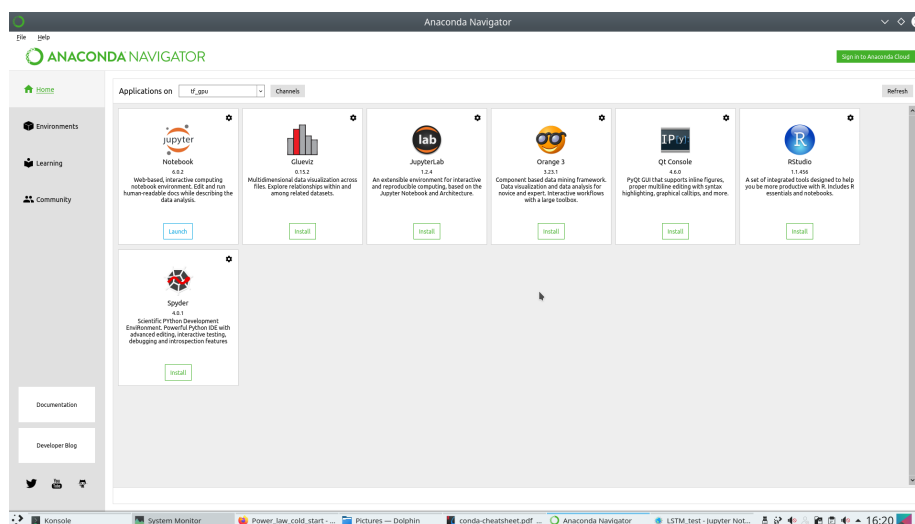 Anaconda Navigator
File Help
ANACONDA NAVIGATOR
Sign in to Anaconda Cloud
Home
Environments
Learning
Community
Documentation
Developer Blog
Applications on tf_gpu Channels
Refresh
jupyter
Notebook
6.0.2
Web-based, interactive computing
notebook environment. Edit and run
human-readable docs while describing the
data analysis.
Launch
Glueviz
0.15.2
Multidimensional data visualization across
files. Explore relationships within and
among related datasets.
Install
lab
JupyterLab
1.2.4
An extensible environment for interactive
and reproducible computing, based on the
Jupyter Notebook and Architecture.
Install
Orange 3
3.23.1
Component based data mining framework.
Data visualization and data analysis for
novice and expert. Interactive workflows
with a large toolbox.
Install
IP[y]:
Qt Console
4.6.0
PyQt GUI that supports inline figures,
proper multiline editing with syntax
highlighting, graphical calltips, and more.
Install
R
RStudio
1.1.456
A set of integrated tools designed to help
you be more productive with R. Includes R
essentials and notebooks.
Install
Spyder
4.0.1
Scientific PYthon Development
EnviRonment. Powerful Python IDE with
advanced editing, interactive testing,
debugging and introspection features
Install
You
Tube
Konsole
System Monitor
Power_law_cold_start - ...
Pictures — Dolphin
conda-cheatsheet.pdf ...
Anaconda Navigator
LSTM_test - Jupyter Not...
16:20